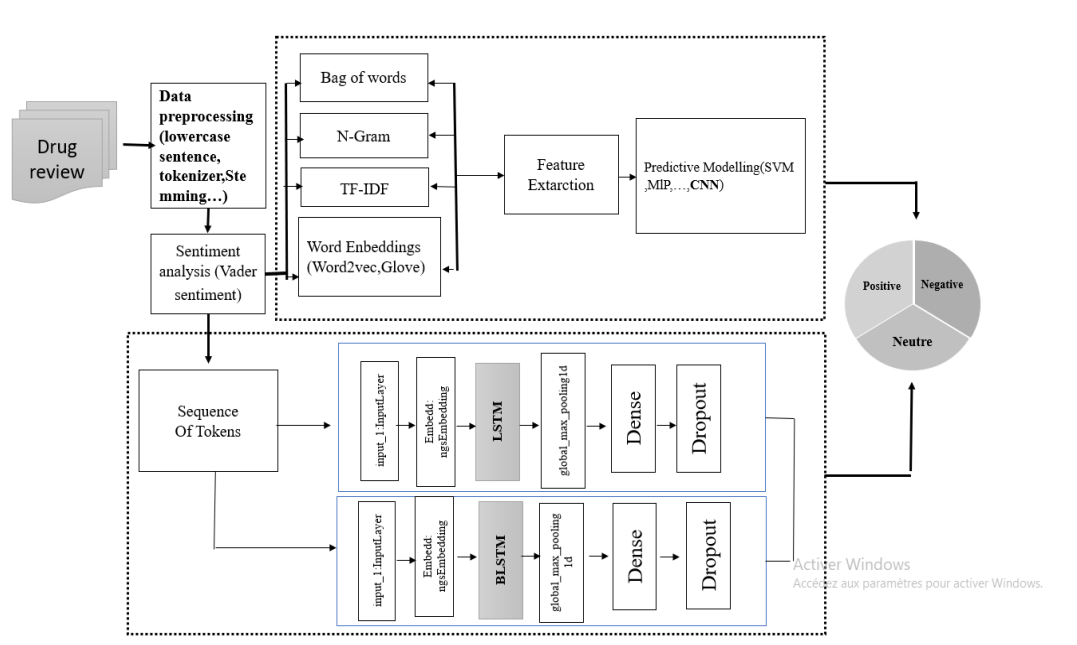 Drug
review
Data
preprocessing
(lowercase
sentence,
tokenizer,Ste
mming…)
Sentiment
analysis (Vader
sentiment)
Bag of words
N-Gram
TF-IDF
Word Enbeddings
(Word2vec,Glove)
Feature
Extarction
Predictive Modelling(SVM
,MlP,…,CNN)
Positive
Negative
Neutre
Sequence
Of Tokens
input_1:InputLayer
Embedd:
ngsEmbedding
LSTM
global_max_pooling1d
Dense
Dropout
input_1:InputLayer
Embedd:
ngsEmbedding
BLSTM
global_max_pooling
1d
Dense
Dropout
Activer Windows
Accédez aux paramètres pour activer Windows.